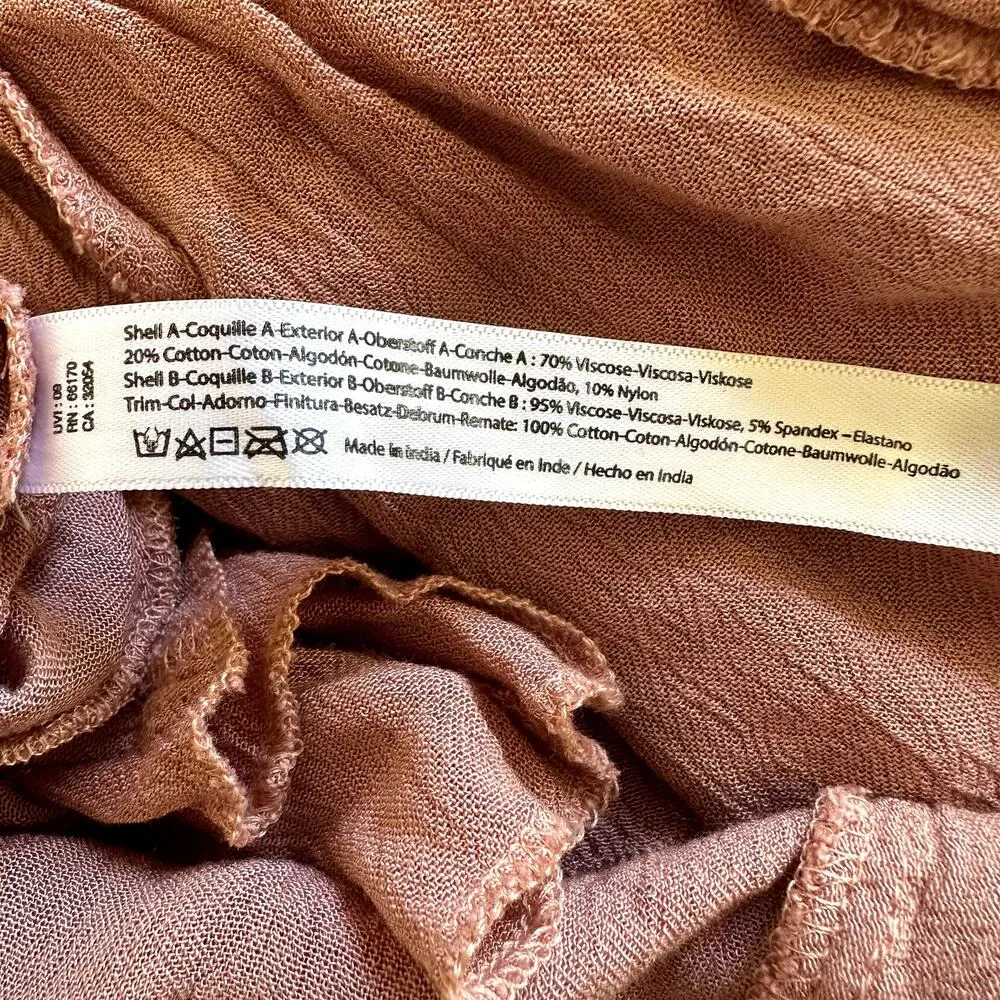 Shell A-Coquille A-Exterior A-Oberstoff A-Conche A : 70% Viscose-Viscosa-Viskose
20% Cotton-Coton-Algodón-Cotone-Baumwolle-Algodão, 10% Nylon
Shell B-Coquille B-Exterior B-Oberstoff B-Conche B : 95% Viscose-Viscosa-Viskose, 5% Spandex – Elastano
Trim-Col-Adorno-Finitura-Besatz-Debrum-Remate: 100% Cotton-Coton-Algodón-Cotone-Baumwolle-Algodão
Made in India / Fabriqué en Inde / Hecho en India
UVI : 09
RN : 66170
CA : 32054